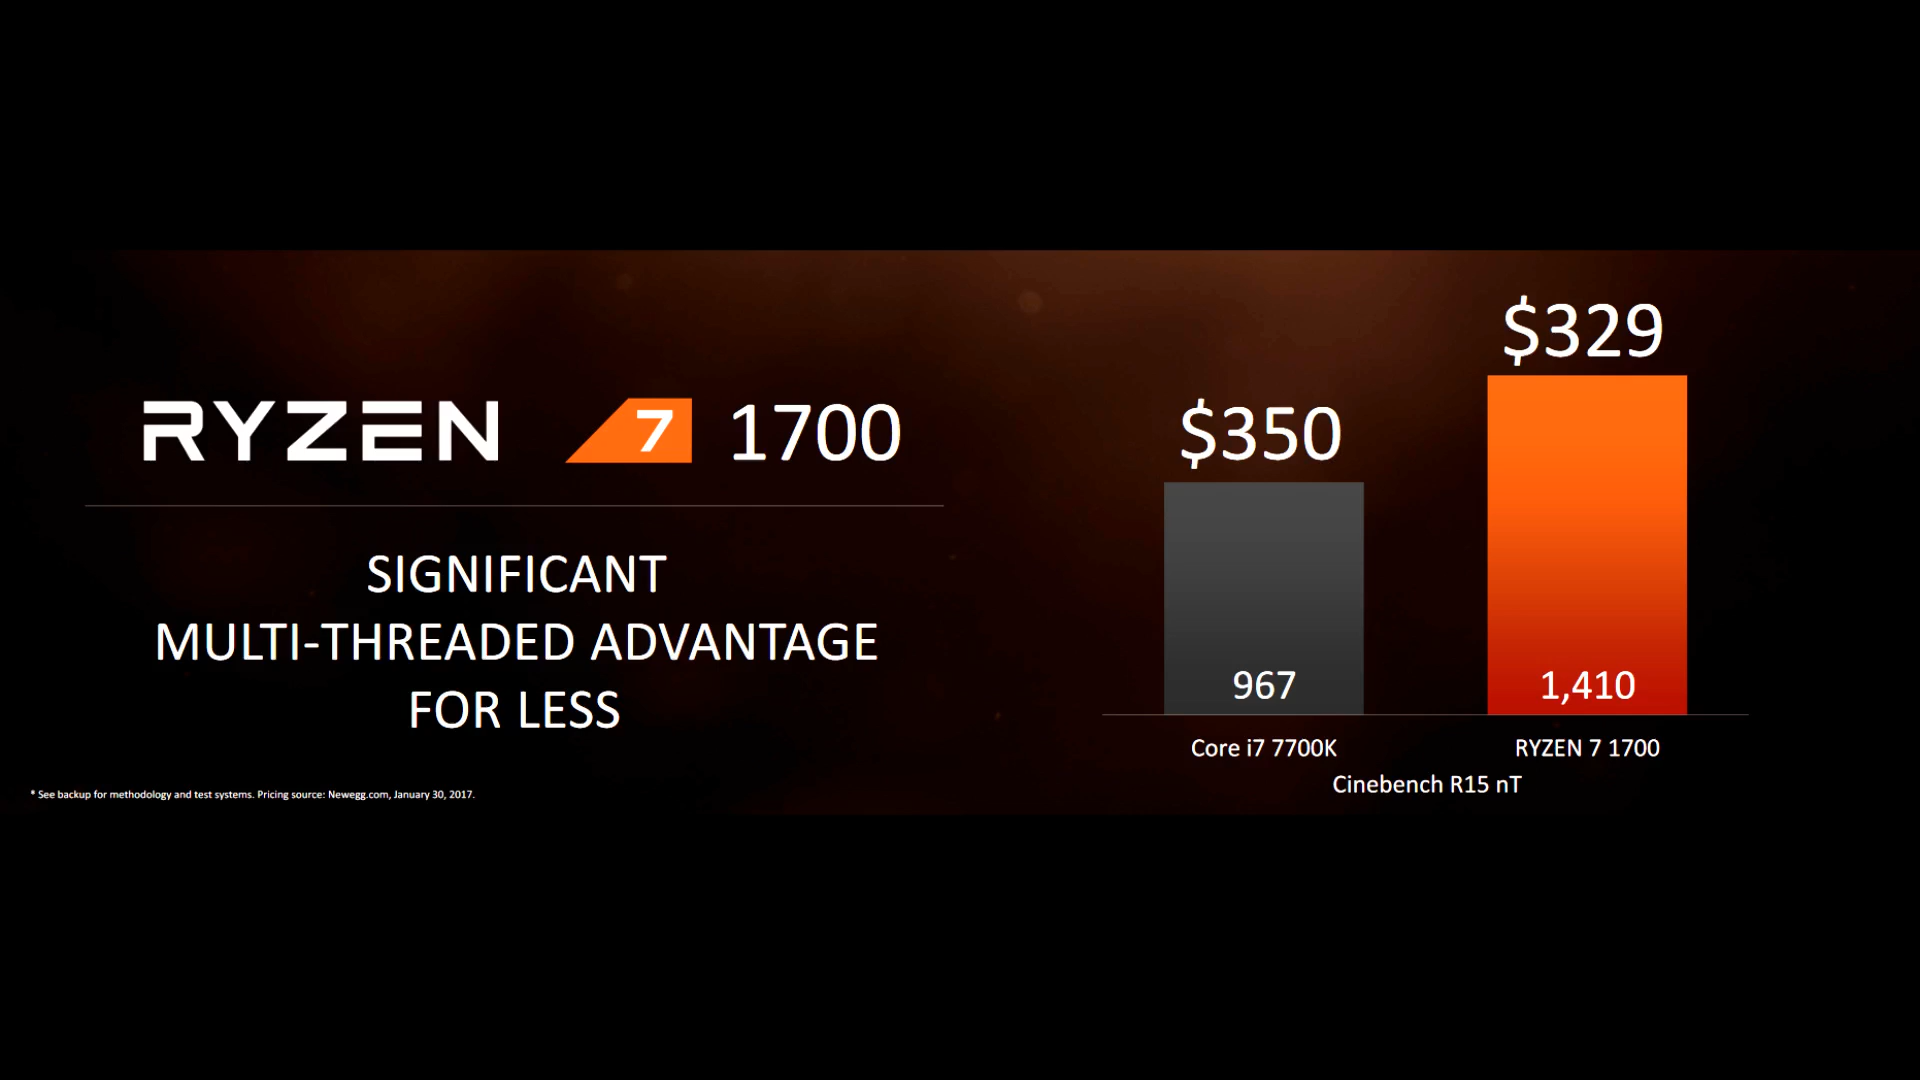 RYZEN 7 1700
SIGNIFICANT
MULTI-THREADED ADVANTAGE
FOR LESS
* See backup for methodology and test systems. Pricing source: Newegg.com, January 30, 2017.
$350
$329
967
1,410
Core i7 7700K
RYZEN 7 1700
Cinebench R15 nT